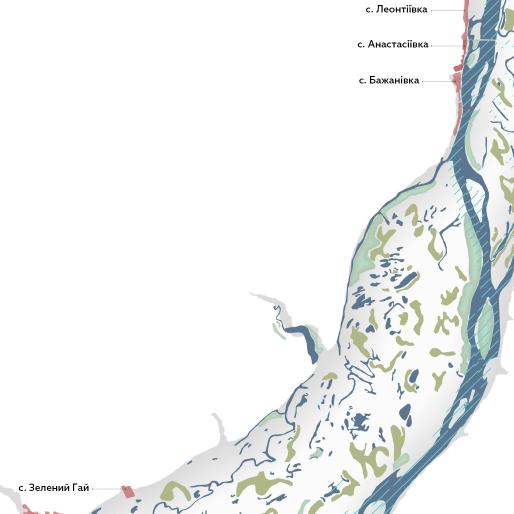 с. Леонтіївка
с. Анастасіївка
с. Бажанівка
с. Зелений Гай